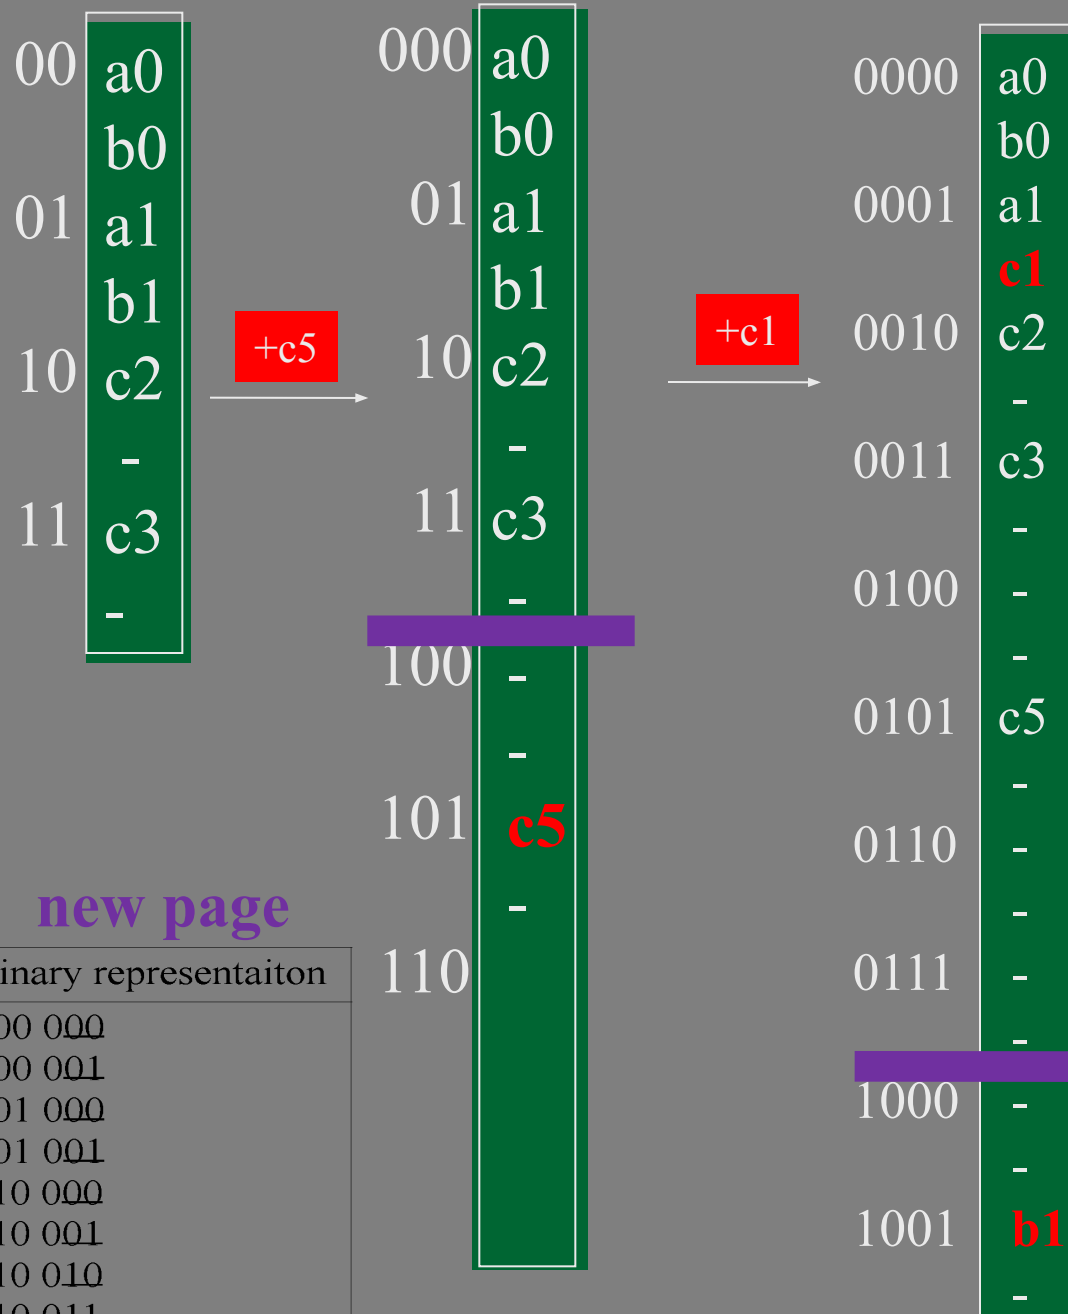 00 a0
b0
01 a1
b1
10 c2
-
11 c3
-
+c5
000 a0
b0
01 a1
b1
10 c2
-
11 c3
-
100 -
-
101 c5
-
110
+c1
0000 a0
b0
0001 a1
c1
0010 c2
-
0011 c3
-
0100 -
-
0101 c5
-
0110 -
-
0111 -
-
1000 -
-
1001 b1
-
new page
inary representaiton
00 000
00 001
01 000
01 001
10 000
10 001
10 010
10 011